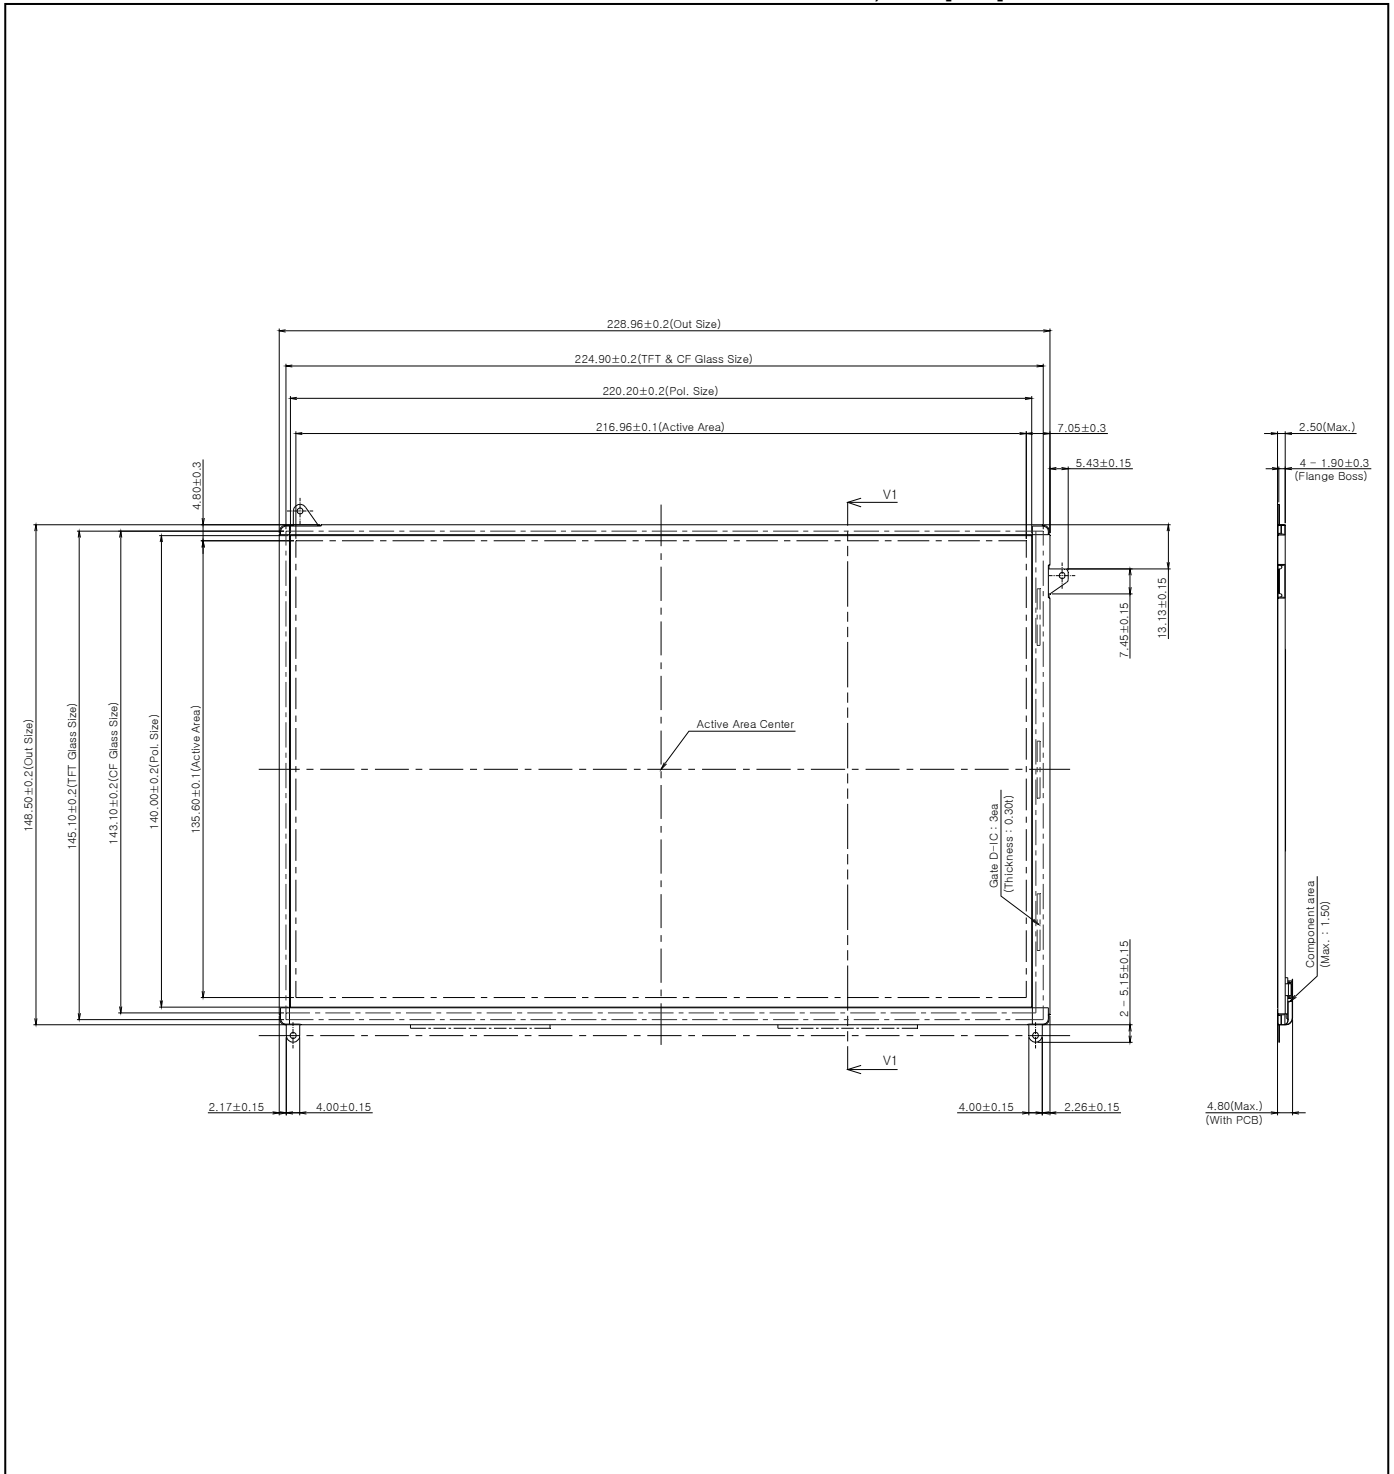 228.96±0.2(Out Size)
224.90±0.2(TFT & CF Glass Size)
220.20±0.2(Pol. Size)
216.96±0.1(Active Area)
7.05±0.3
2.50(Max.)
5.43±0.15
4 - 1.90±0.3
(Flange Boss)
4.80±0.3
V1
13.13±0.15
7.45±0.15
148.50±0.2(Out Size)
145.10±0.2(TFT Glass Size)
143.10±0.2(CF Glass Size)
140.00±0.2(Pol. Size)
135.60±0.1(Active Area)
Active Area Center
Gate D-IC : 3ea
(Thickness : 0.30t)
Component area
(Max. : 1.50)
2 - 5.15±0.15
V1
2.17±0.15
4.00±0.15
4.00±0.15
2.26±0.15
4.80(Max.)
(With PCB)